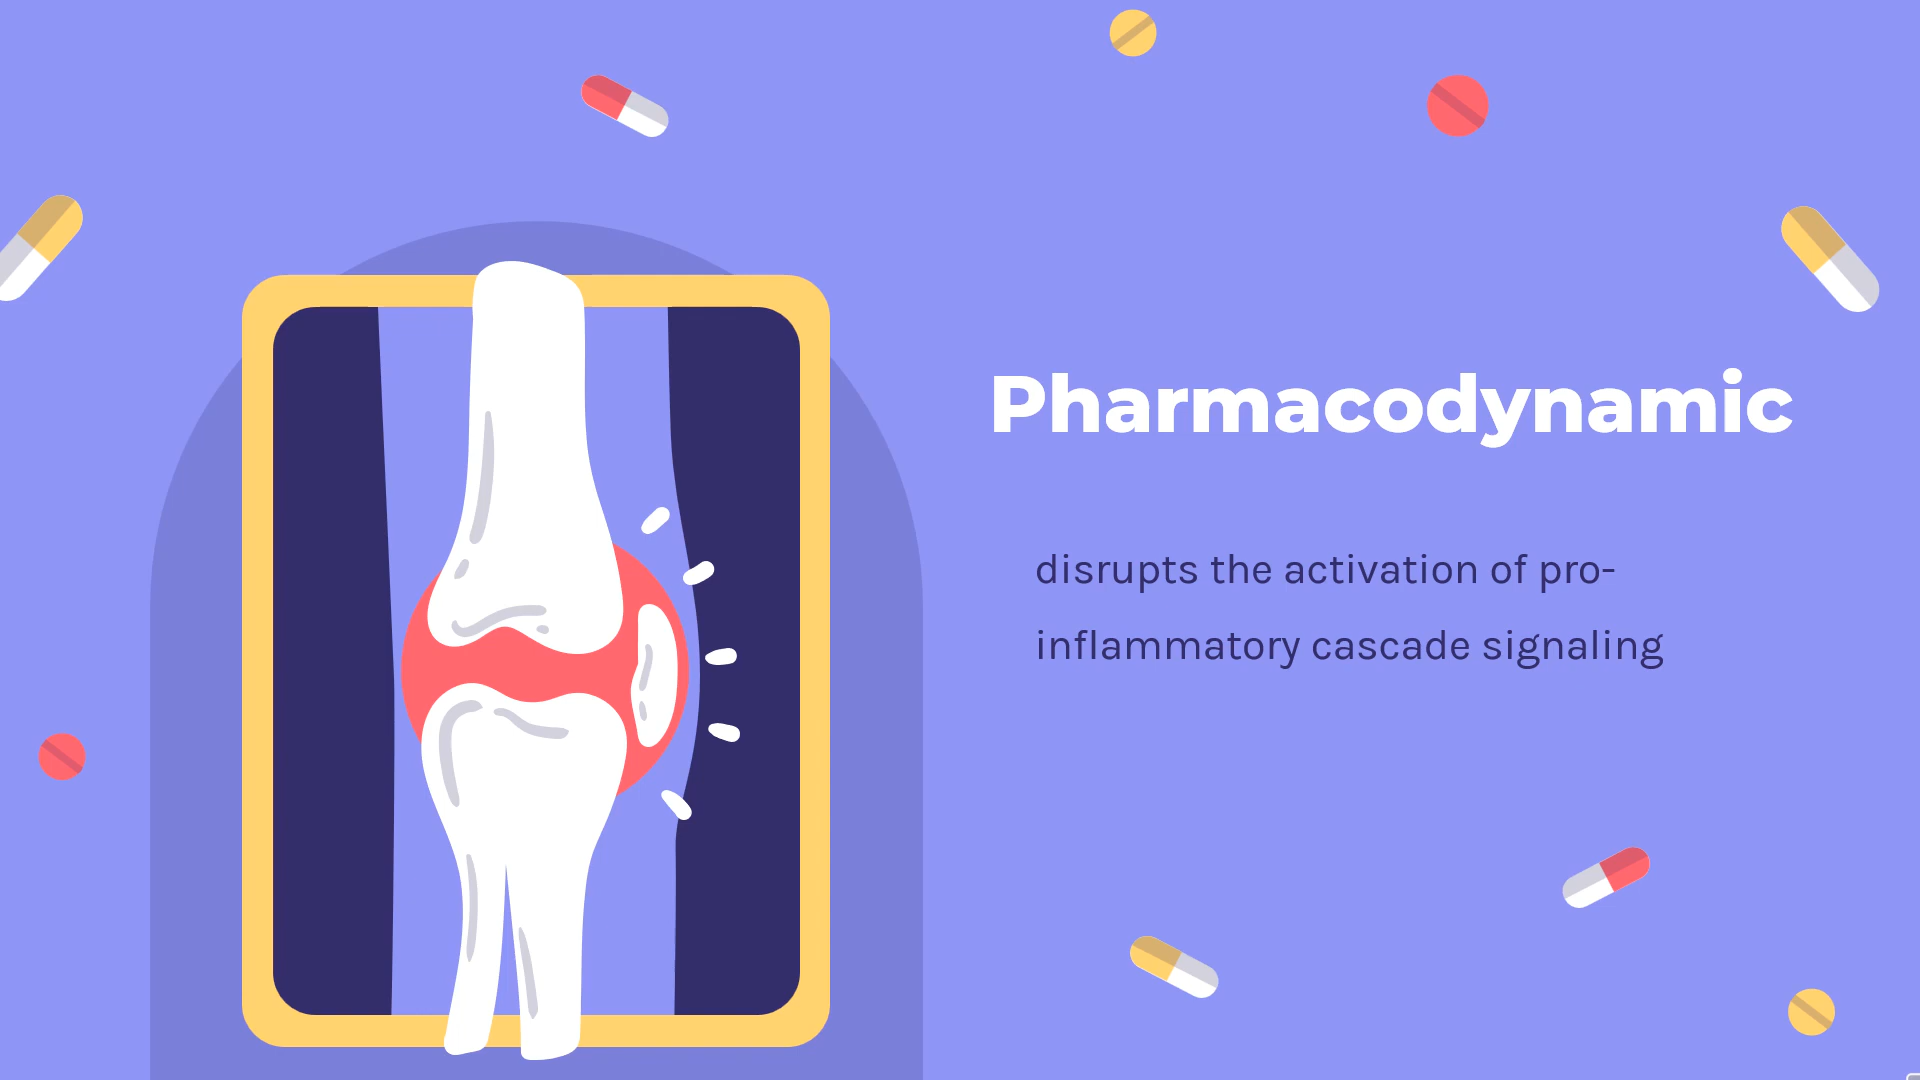 Pharmacodynamic
disrupts the activation of pro-
inflammatory cascade signaling